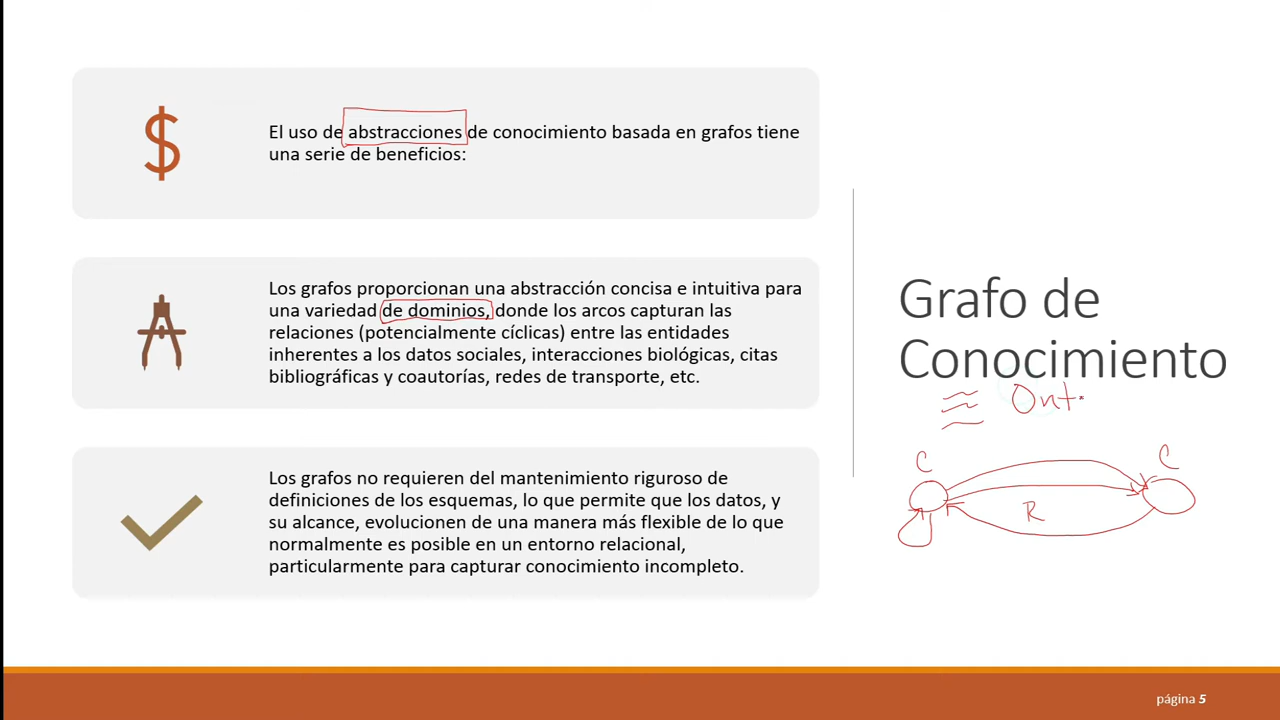 El uso de abstracciones de conocimiento basada en grafos tiene
una serie de beneficios:
Los grafos proporcionan una abstracción concisa e intuitiva para
una variedad de dominios, donde los arcos capturan las
relaciones (potencialmente cíclicas) entre las entidades
inherentes a los datos sociales, interacciones biológicas, citas
bibliográficas y coautorías, redes de transporte, etc.
Los grafos no requieren del mantenimiento riguroso de
definiciones de los esquemas, lo que permite que los datos, y
su alcance, evolucionen de una manera más flexible de lo que
normalmente es posible en un entorno relacional,
particularmente para capturar conocimiento incompleto.
Grafo de
Conocimiento
Ont
C
C
R
página 5